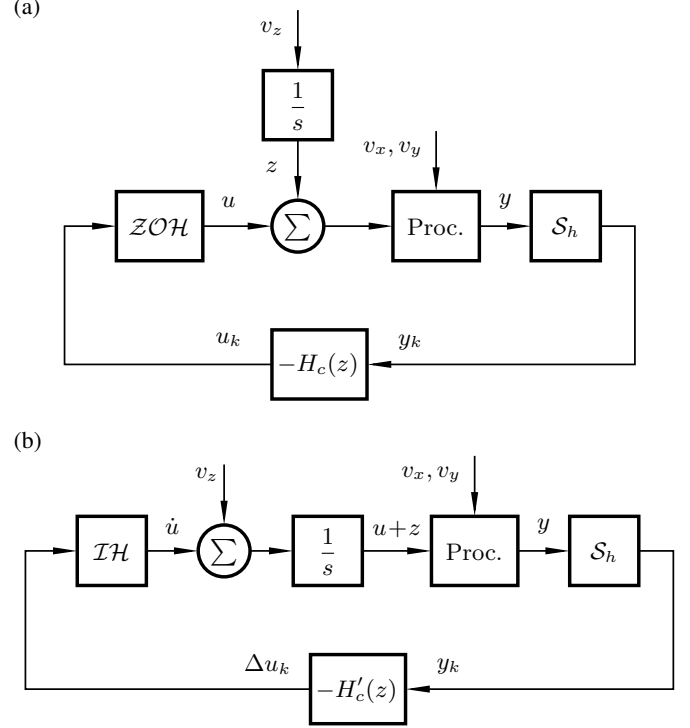 (a)
v_z
1
s
z
v_x, v_y
ZOH
u
∑
Proc.
y
S_h
u_k
−H_c(z)
y_k
(b)
v_z
v_x, v_y
IH
u̇
∑
1
s
u+z
Proc.
y
S_h
Δu_k
−H′_c(z)
y_k